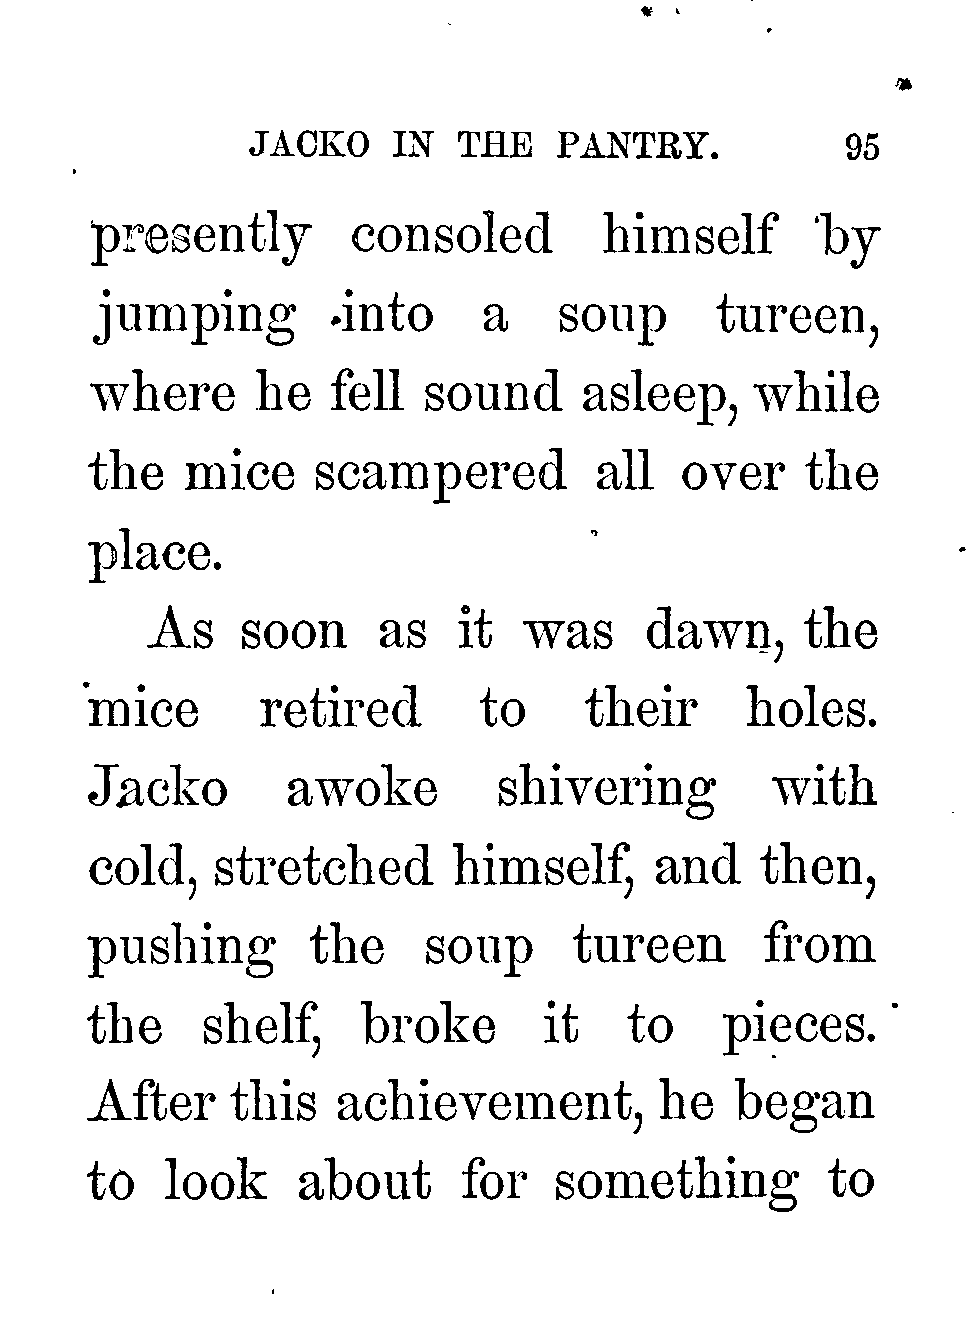 JACKO IN THE PANTRY. 95
presently consoled himself by
jumping into a soup tureen,
where he fell sound asleep, while
the mice scampered all over the
place.
As soon as it was dawn, the
mice retired to their holes.
Jacko awoke shivering with
cold, stretched himself, and then,
pushing the soup tureen from
the shelf, broke it to pieces.
After this achievement, he began
to look about for something to